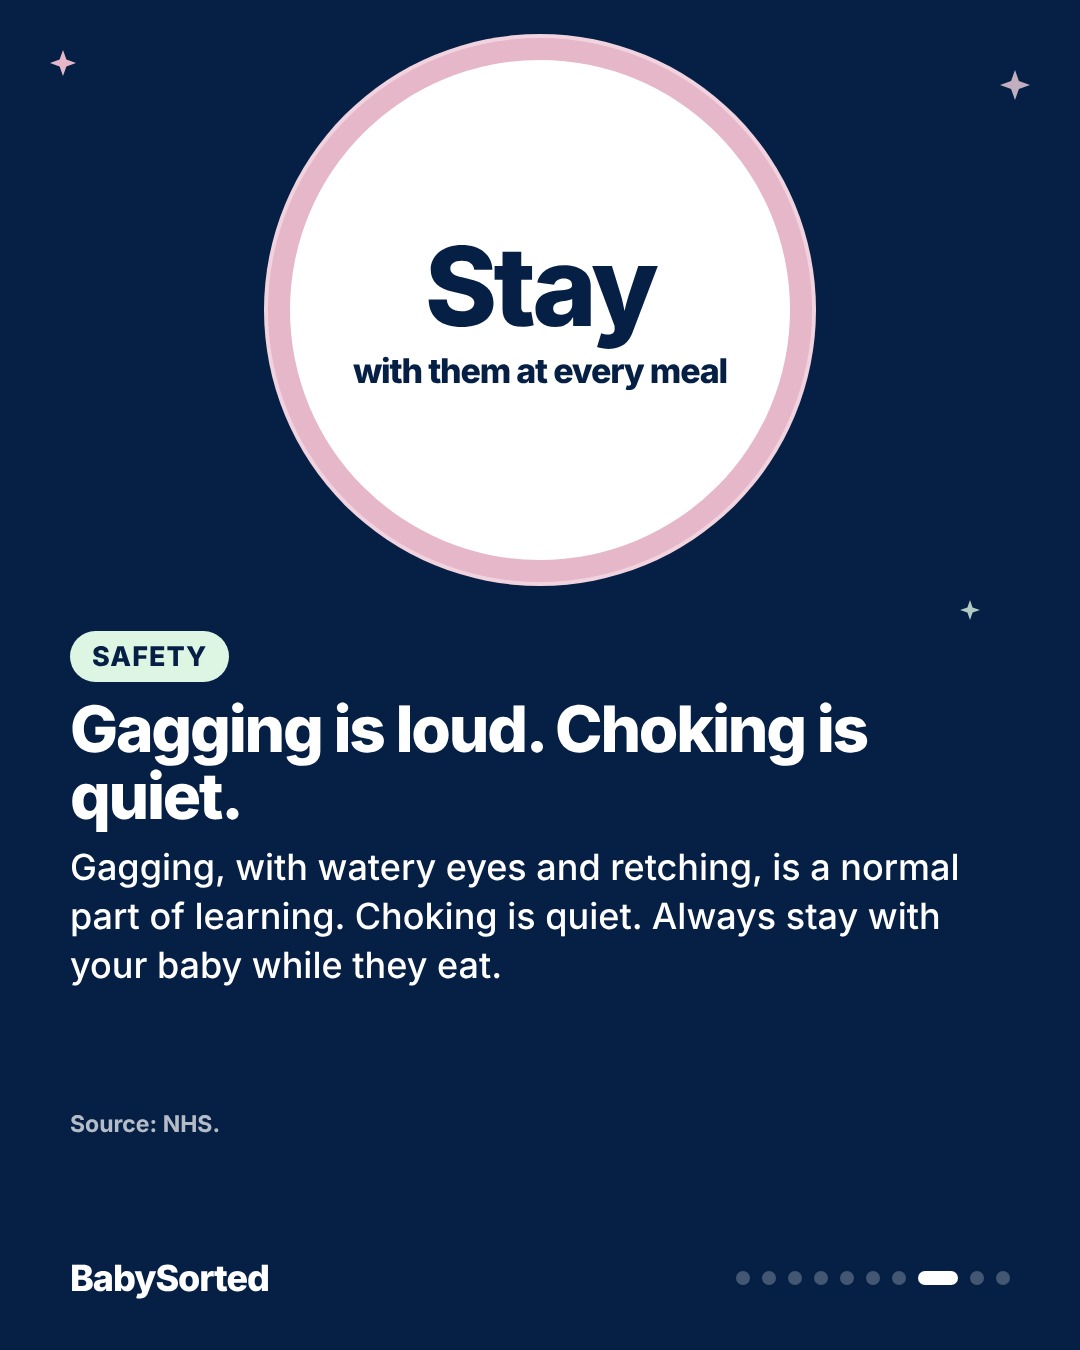 Stay
with them at every meal
SAFETY
Gagging is loud. Choking is
quiet.
Gagging, with watery eyes and retching, is a normal
part of learning. Choking is quiet. Always stay with
your baby while they eat.
Source: NHS.
BabySorted